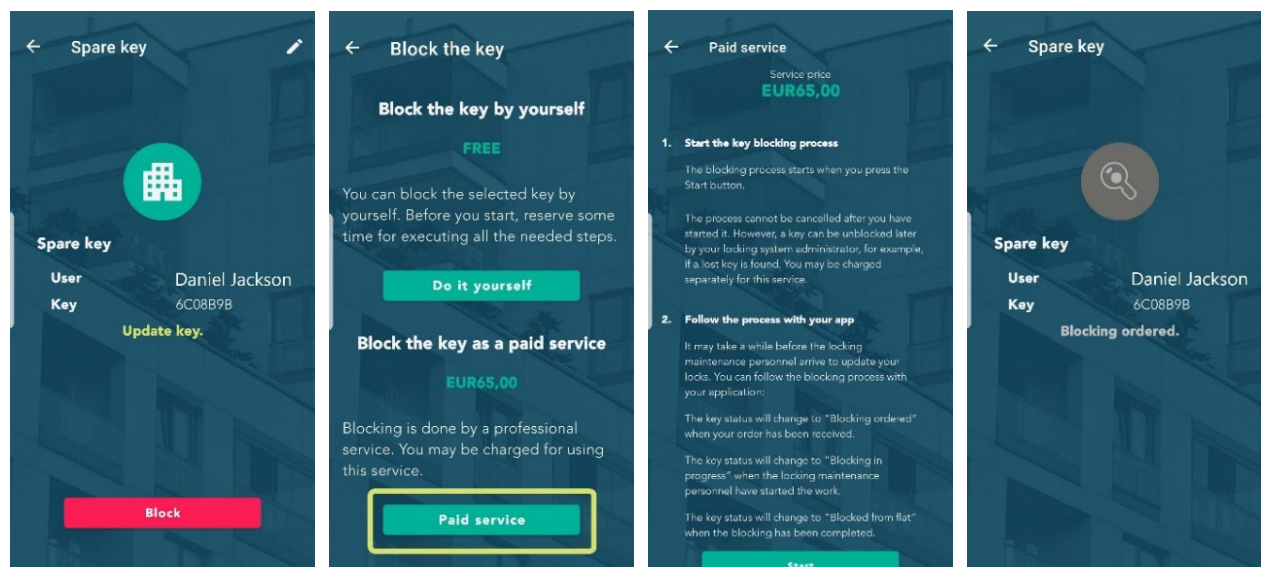 Spare key
Spare key
User Daniel Jackson
Key 6C08B9B
Update key.
Block
Block the key
Block the key by yourself
FREE
You can block the selected key by
yourself. Before you start, reserve some
time for executing all the needed steps.
Do it yourself
Block the key as a paid service
EUR65,00
Blocking is done by a professional
service. You may be charged for using
this service.
Paid service
Paid service
Service price
EUR65,00
1. Start the key blocking process
The blocking process starts when you press the
Start button.
The process cannot be cancelled after you have
started it. However, a key can be unblocked later
by your locking system administrator, for example,
if a lost key is found. You may be charged
separately for this service.
2. Follow the process with your app
It may take a while before the locking
maintenance personnel arrive to update your
locks. You can follow the blocking process with
your application:
The key status will change to "Blocking ordered"
when your order has been received.
The key status will change to "Blocking in
progress" when the locking maintenance
personnel have started the work.
The key status will change to "Blocked from flat"
when the blocking has been completed.
Start
Spare key
Spare key
User Daniel Jackson
Key 6C08B9B
Blocking ordered.